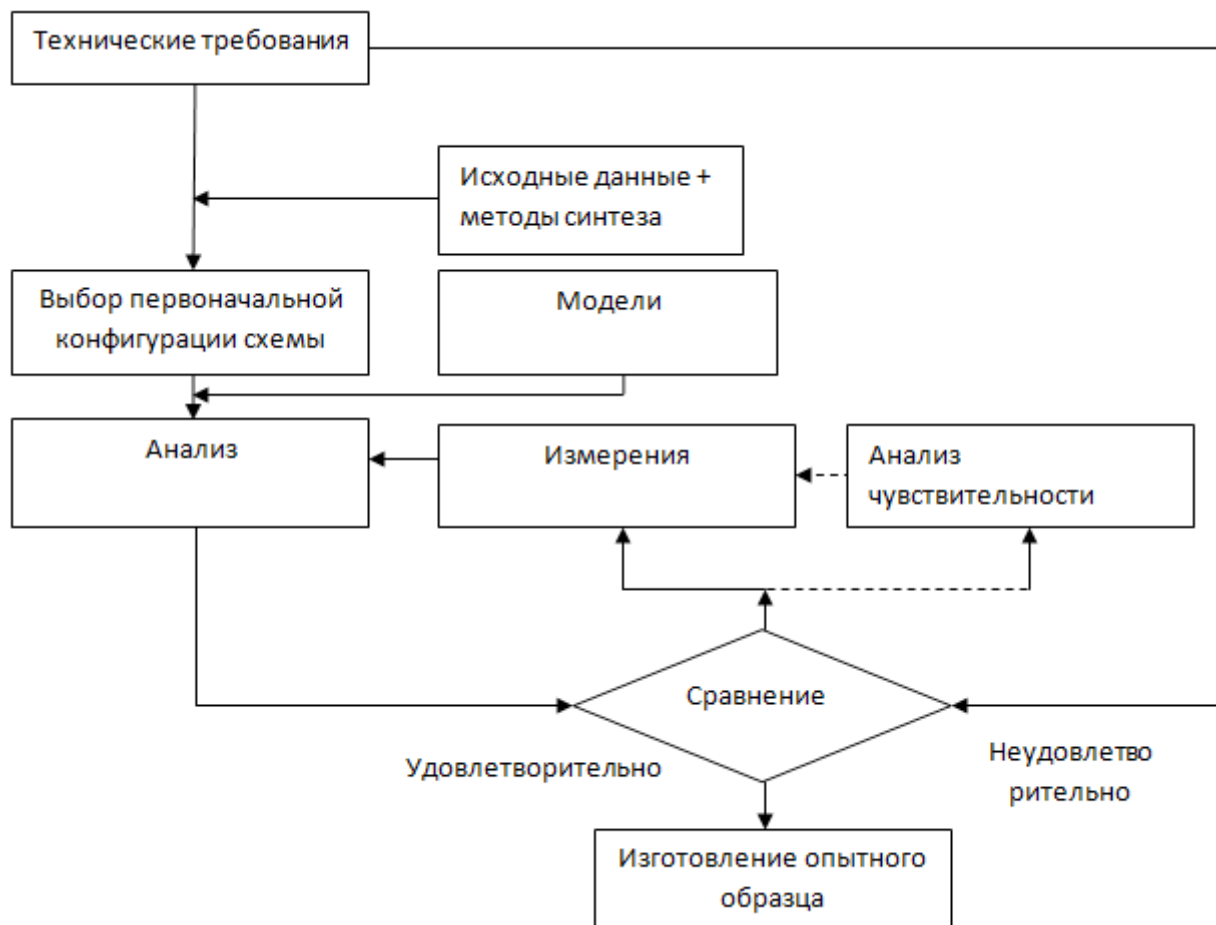 Технические требования
Исходные данные +
методы синтеза
Выбор первоначальной
конфигурации схемы
Модели
Анализ
Измерения
Анализ
чувствительности
Сравнение
Удовлетворительно
Неудовлетво
рительно
Изготовление опытного
образца